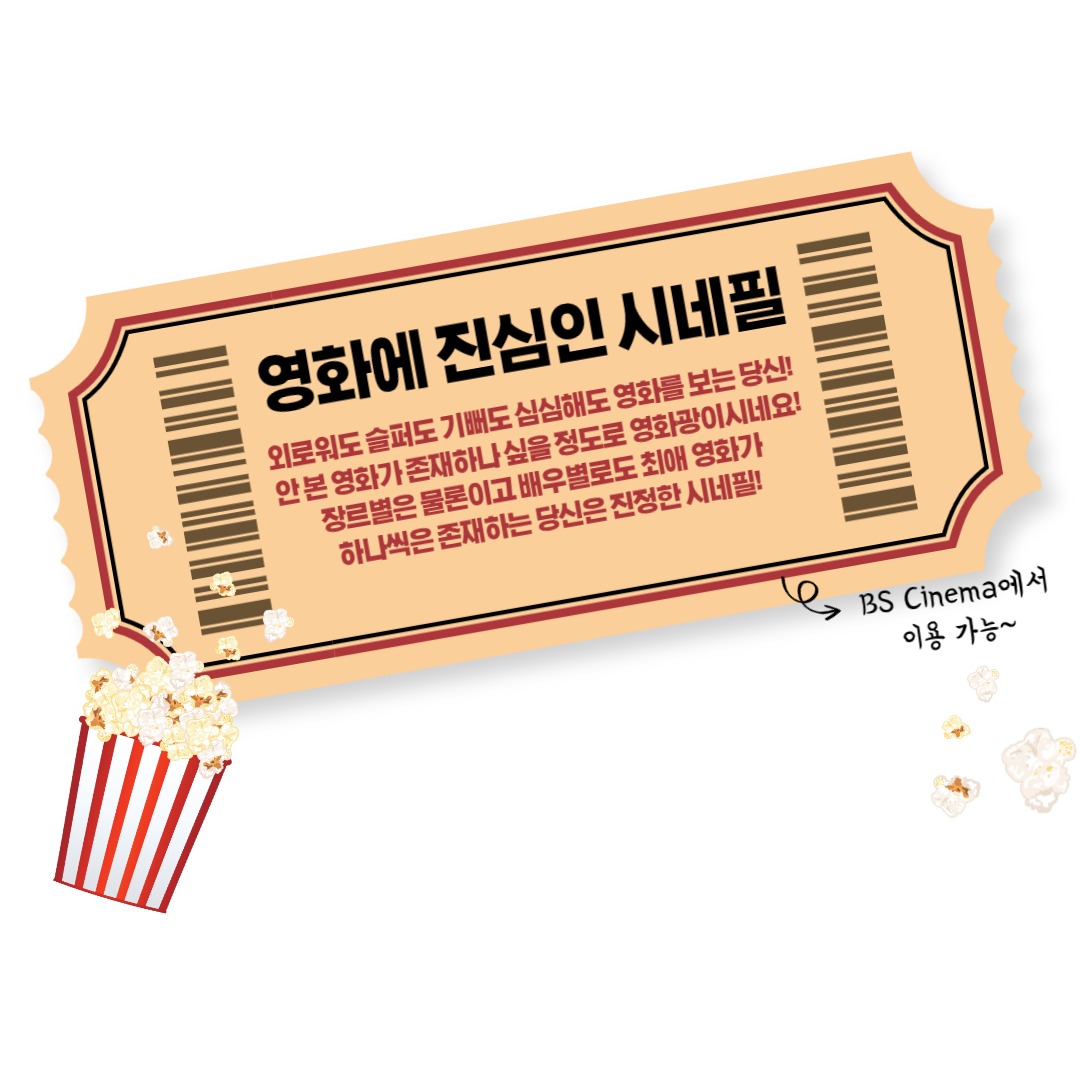 영화에 진심인 시네필
외로워도 슬퍼도 기뻐도 심심해도 영화를 보는 당신!
안 본 영화가 존재하나 싶을 정도로 영화광이시네요!
장르별은 물론이고 배우별로도 최애 영화가
하나씩은 존재하는 당신은 진정한 시네필!
BS Cinema에서
이용 가능~